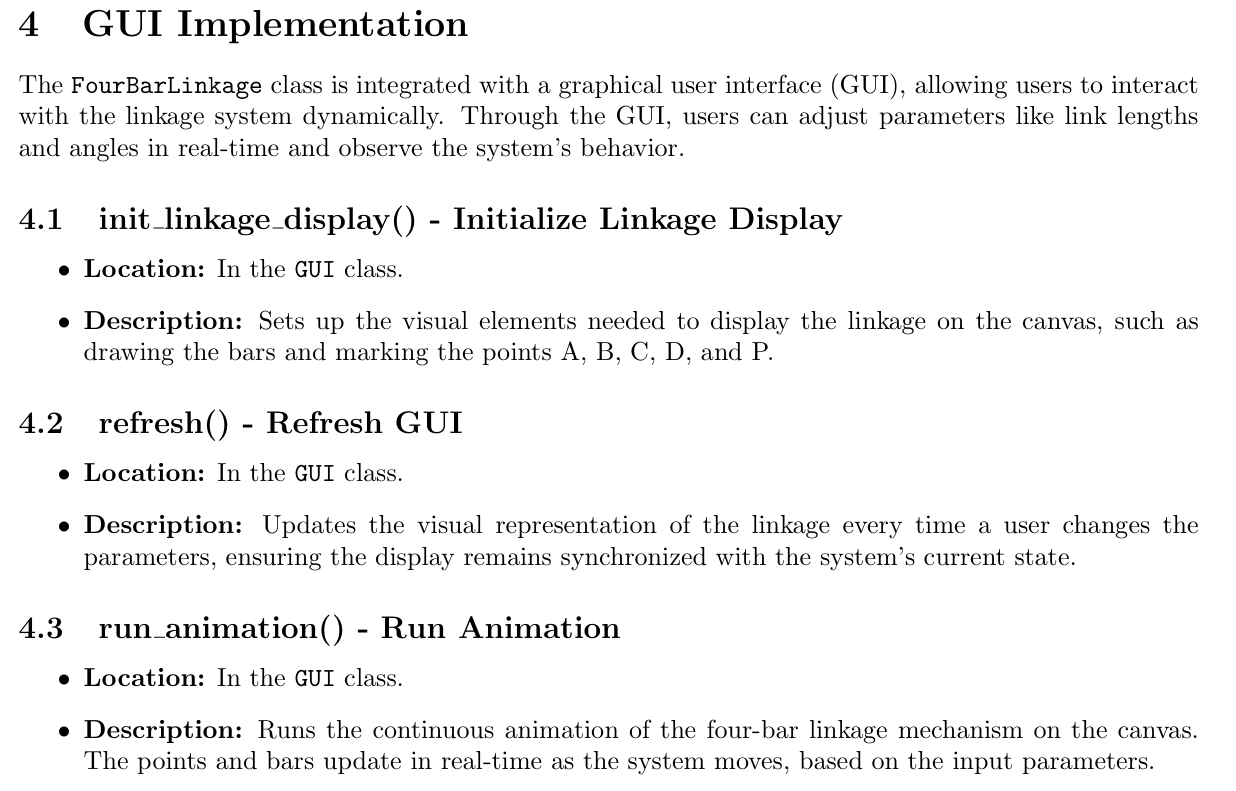 4 GUI Implementation
The FourBarLinkage class is integrated with a graphical user interface (GUI), allowing users to interact
with the linkage system dynamically. Through the GUI, users can adjust parameters like link lengths
and angles in real-time and observe the system's behavior.
4.1 init_linkage_display() - Initialize Linkage Display
• Location: In the GUI class.
• Description: Sets up the visual elements needed to display the linkage on the canvas, such as
drawing the bars and marking the points A, B, C, D, and P.
4.2 refresh() - Refresh GUI
• Location: In the GUI class.
• Description: Updates the visual representation of the linkage every time a user changes the
parameters, ensuring the display remains synchronized with the system's current state.
4.3 run_animation() - Run Animation
• Location: In the GUI class.
• Description: Runs the continuous animation of the four-bar linkage mechanism on the canvas.
The points and bars update in real-time as the system moves, based on the input parameters.